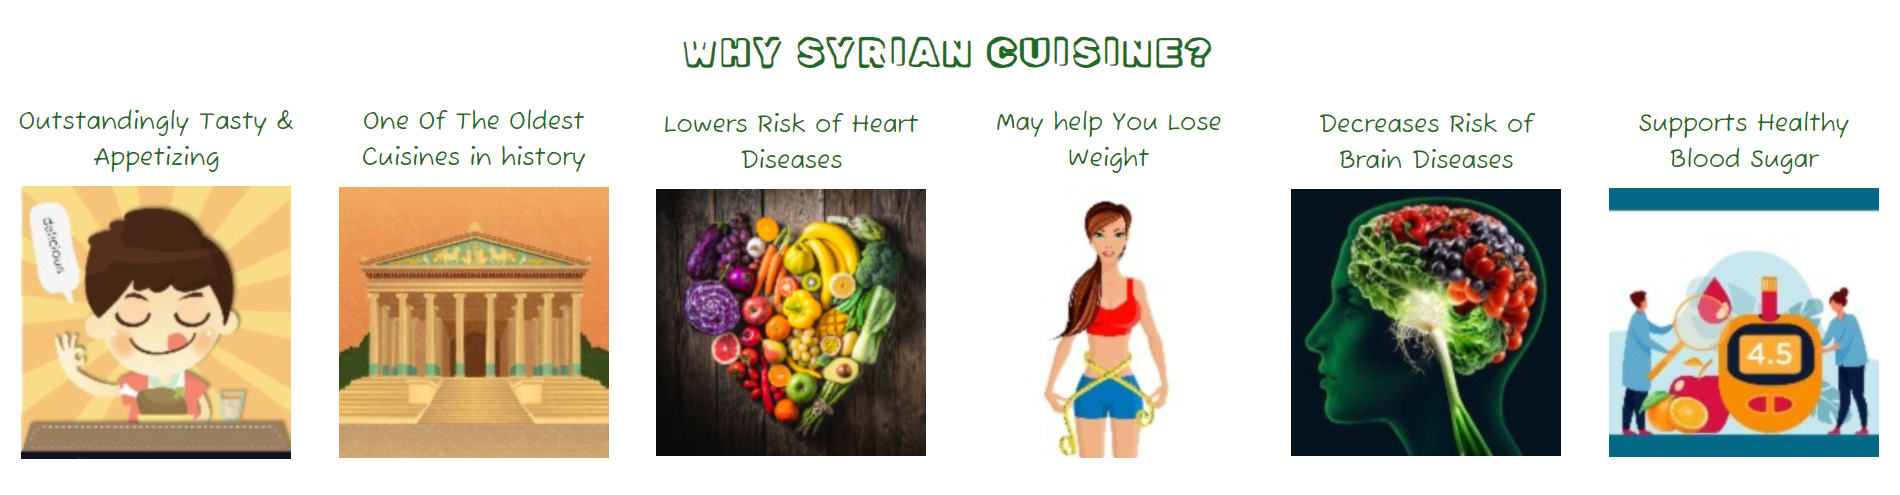 WHY SYRIAN CUISINE?
Outstandingly Tasty &
Appetizing
One Of The Oldest
Cuisines in history
Lowers Risk of Heart
Diseases
May help You Lose
Weight
Decreases Risk of
Brain Diseases
Supports Healthy
Blood Sugar
delicious
4.5